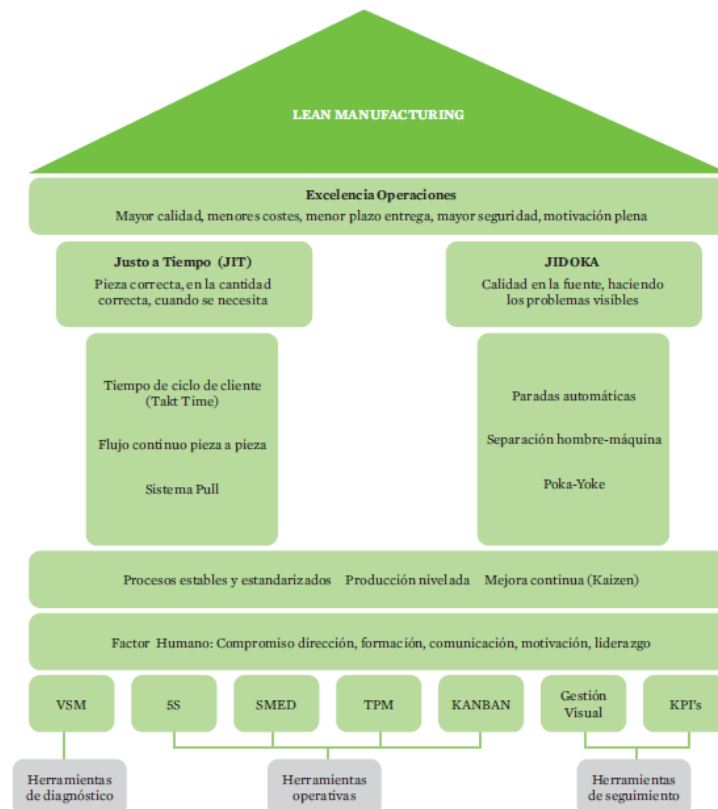 LEAN MANUFACTURING
Excelencia Operaciones
Mayor calidad, menores costes, menor plazo entrega, mayor seguridad, motivación plena
Justo a Tiempo (JIT)
Pieza correcta, en la cantidad
correcta, cuando se necesita
JIDOKA
Calidad en la fuente, haciendo
los problemas visibles
Tiempo de ciclo de cliente
(Takt Time)
Flujo continuo pieza a pieza
Sistema Pull
Paradas automáticas
Separación hombre-máquina
Poka-Yoke
Procesos estables y estandarizados Producción nivelada Mejora continua (Kaizen)
Factor Humano: Compromiso dirección, formación, comunicación, motivación, liderazgo
VSM
5S
SMED
TPM
KANBAN
Gestión
Visual
KPI's
Herramientas
de diagnóstico
Herramientas
operativas
Herramientas
de seguimiento